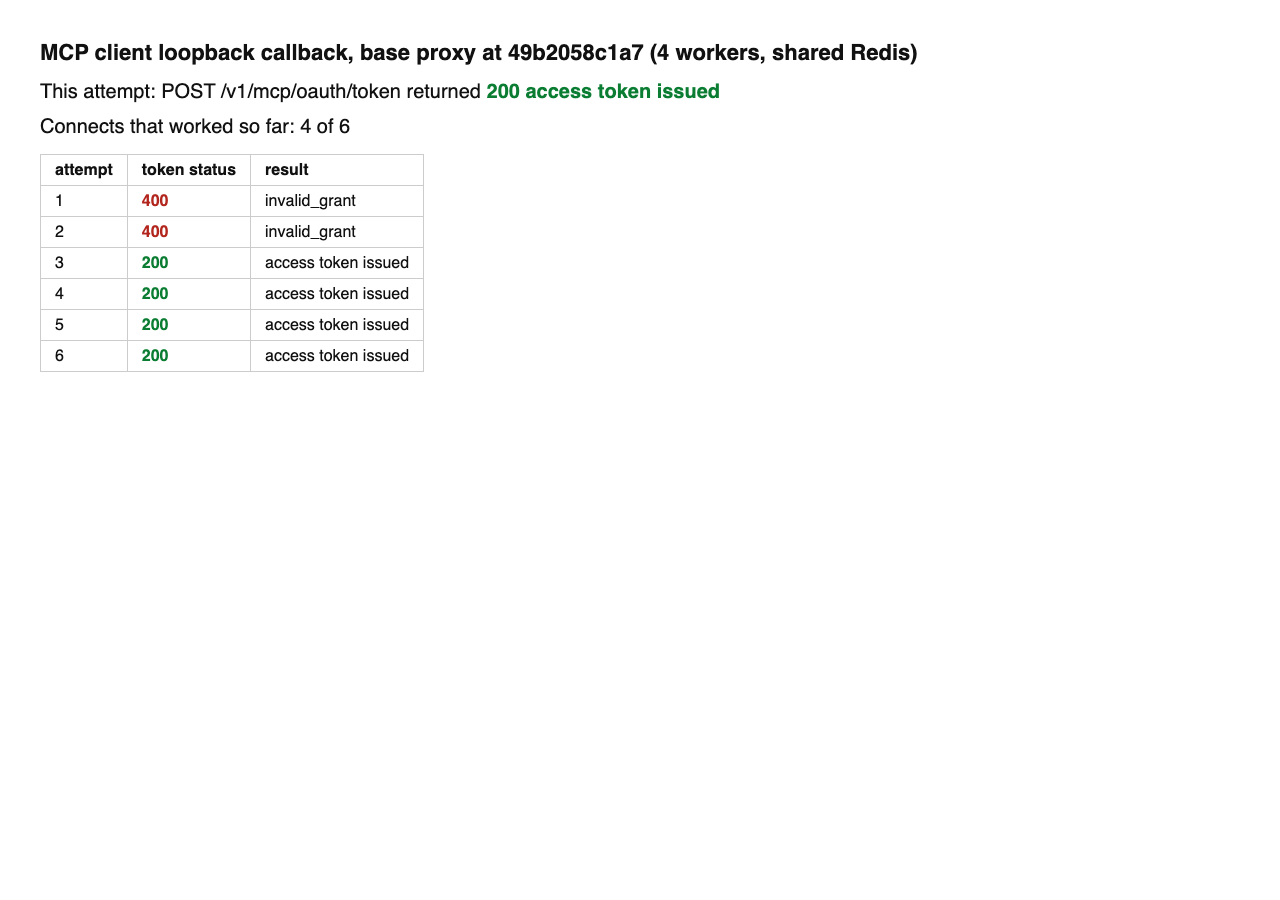 MCP client loopback callback, base proxy at 49b2058c1a7 (4 workers, shared Redis)
This attempt: POST /v1/mcp/oauth/token returned 200 access token issued
Connects that worked so far: 4 of 6
attempt token status result
1 400 invalid_grant
2 400 invalid_grant
3 200 access token issued
4 200 access token issued
5 200 access token issued
6 200 access token issued